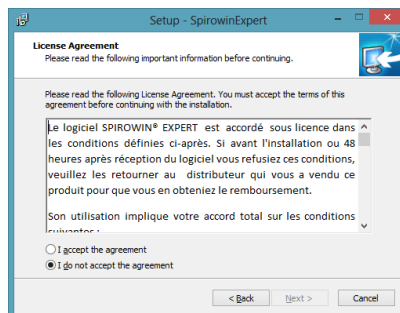 Setup - SpirowinExpert
License Agreement
Please read the following important information before continuing.
Please read the following License Agreement. You must accept the terms of this
agreement before continuing with the installation.
Le logiciel SPIROWIN® EXPERT est accordé sous licence dans
les conditions définies ci-après. Si avant l'installation ou 48
heures après réception du logiciel vous refusiez ces conditions,
veuillez les retourner au distributeur qui vous a vendu ce
produit pour que vous en obteniez le remboursement.
Son utilisation implique votre accord total sur les conditions
suivantes :
I accept the agreement
I do not accept the agreement
< Back
Next >
Cancel